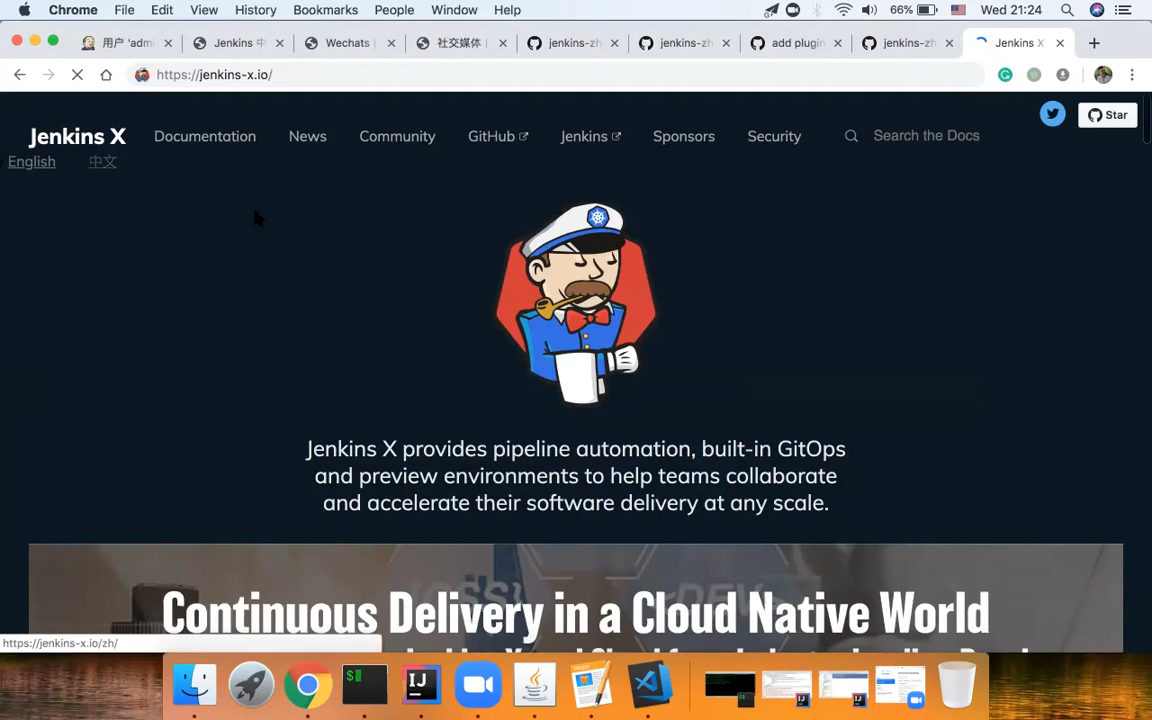 Chrome File Edit View History Bookmarks People Window Help 66% Wed 21:24
用户 'adm Jenkins 中 Wechats 社交媒体 jenkins-zh jenkins-zh add plugin jenkins-zh Jenkins X
https://jenkins-x.io/
Jenkins X Documentation News Community GitHub Jenkins Sponsors Security Search the Docs Star
English 中文
Jenkins X provides pipeline automation, built-in GitOps
and preview environments to help teams collaborate
and accelerate their software delivery at any scale.
Continuous Delivery in a Cloud Native World
https://jenkins-x.io/zh/